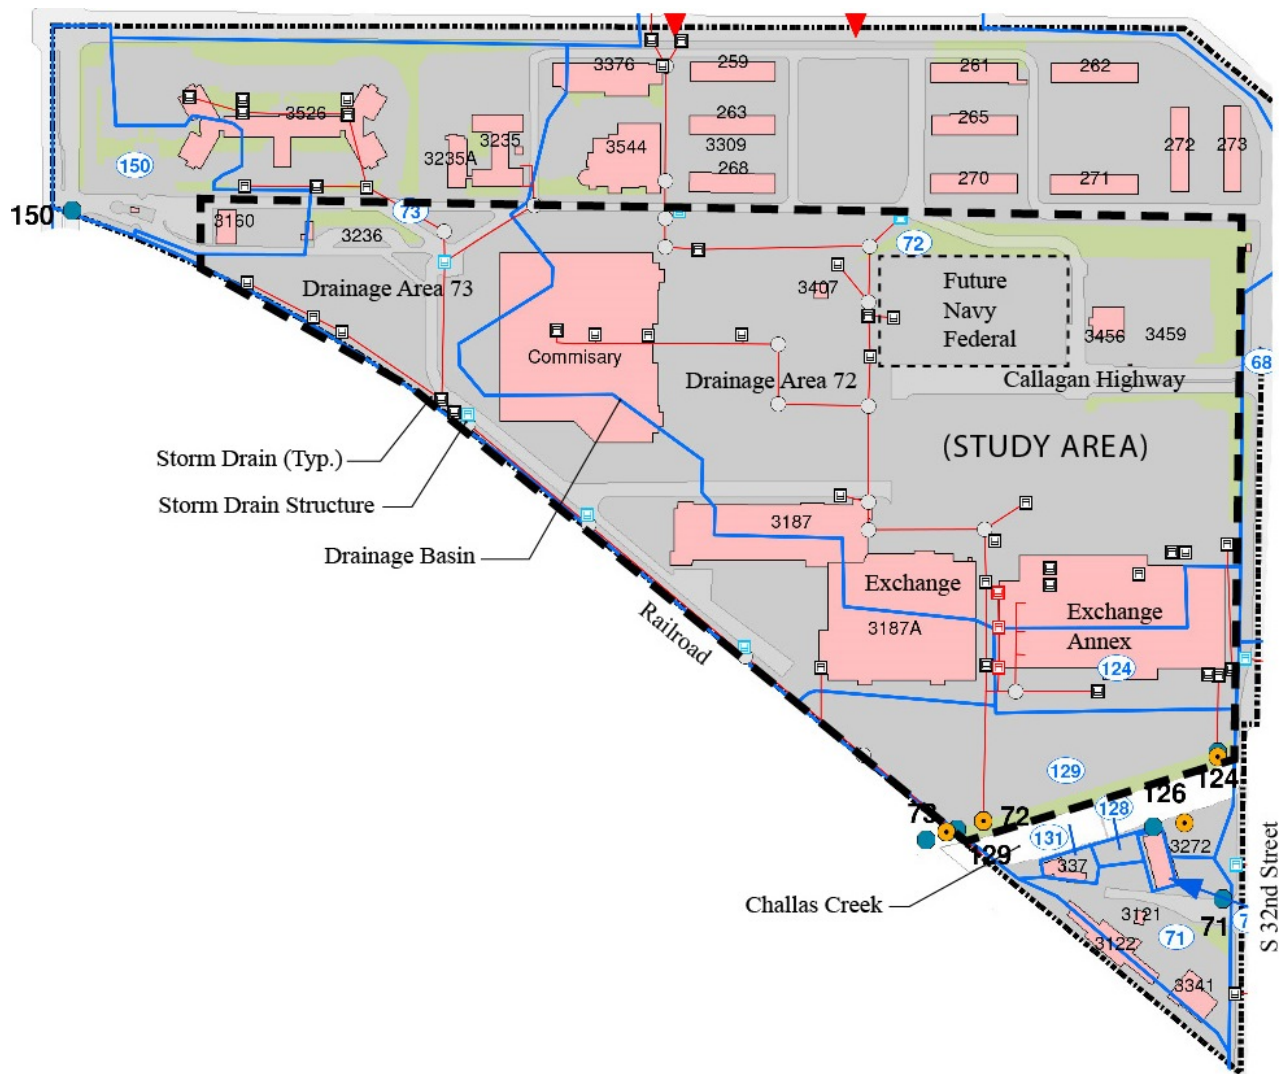 3376
259
261
262
3526
263
265
3235
3235A
3544
3309
272
273
150
268
270
271
150
73
3160
3236
72
Drainage Area 73
3407
Future
Navy
Federal
3456
3459
Commisary
Drainage Area 72
Callagan Highway
68
(STUDY AREA)
Storm Drain (Typ.)
Storm Drain Structure
3187
Drainage Basin
Exchange
Exchange
Railroad
3187A
Annex
124
129
124
126
128
73
72
131
129
3272
337
Challas Creek
3121
71
71
3122
3341
S 32nd Street